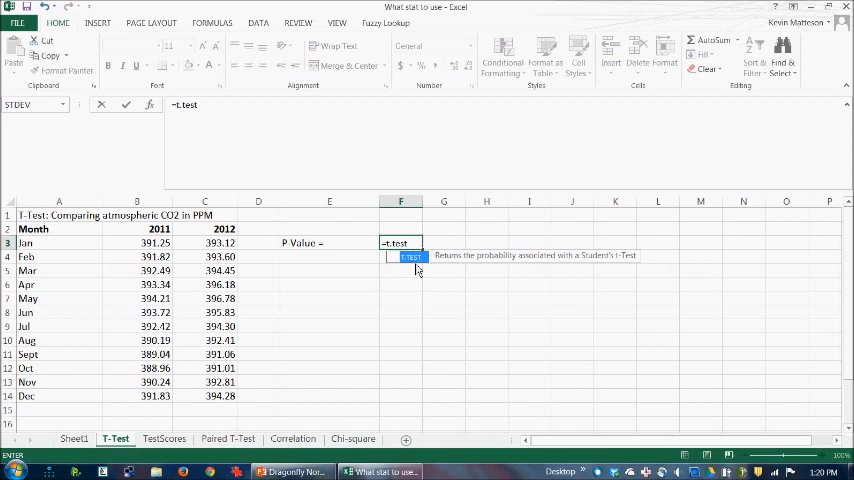 What stat to use - Excel
FILE HOME INSERT PAGE LAYOUT FORMULAS DATA REVIEW VIEW Fuzzy Lookup Kevin Matteson
Paste Cut Copy Format Painter Clipboard
B I U Font
Wrap Text Merge & Center Alignment
General $ % , Number
Conditional Formatting Format as Table Cell Styles Styles
Insert Delete Format Cells
AutoSum Fill Clear Sort & Filter Find & Select Editing
STDEV fx =t.test
A B C D E F G H I J K L M N O P
1 T-Test: Comparing atmospheric CO2 in PPM
2 Month 2011 2012
3 Jan 391.25 393.12 P-Value = =t.test
4 Feb 391.82 393.60 T.TEST Returns the probability associated with a Student's t-Test
5 Mar 392.49 394.45
6 Apr 393.34 396.18
7 May 394.21 396.78
8 Jun 393.72 395.83
9 Jul 392.42 394.30
10 Aug 390.19 392.41
11 Sept 389.04 391.06
12 Oct 388.96 391.01
13 Nov 390.24 392.81
14 Dec 391.83 394.28
15
16
Sheet1 T-Test TestScores Paired T-Test Correlation Chi-square
ENTER 100%
Dragonfly Nor... What stat to use... Desktop 1:20 PM